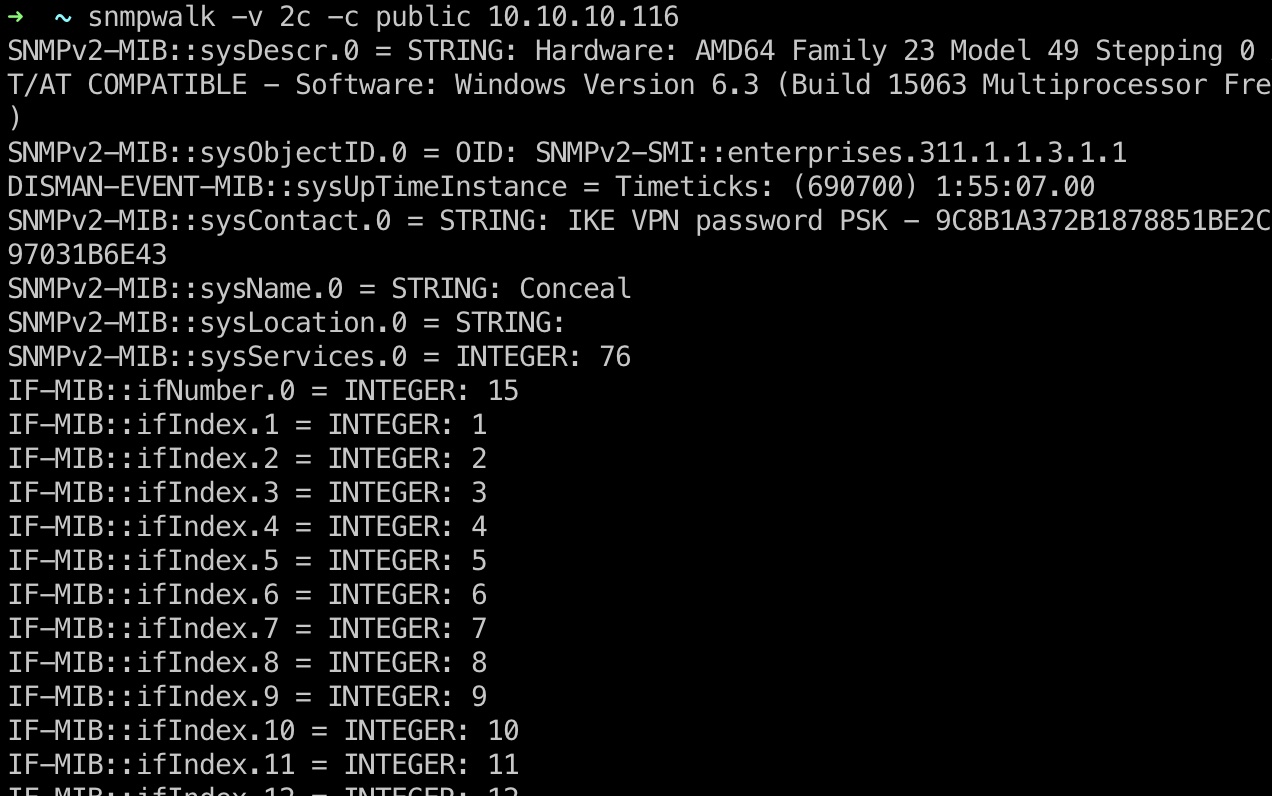 → ~ snmpwalk -v 2c -c public 10.10.10.116
SNMPv2-MIB::sysDescr.0 = STRING: Hardware: AMD64 Family 23 Model 49 Stepping 0
T/AT COMPATIBLE - Software: Windows Version 6.3 (Build 15063 Multiprocessor Fre
)
SNMPv2-MIB::sysObjectID.0 = OID: SNMPv2-SMI::enterprises.311.1.1.3.1.1
DISMAN-EVENT-MIB::sysUpTimeInstance = Timeticks: (690700) 1:55:07.00
SNMPv2-MIB::sysContact.0 = STRING: IKE VPN password PSK - 9C8B1A372B1878851BE2C
97031B6E43
SNMPv2-MIB::sysName.0 = STRING: Conceal
SNMPv2-MIB::sysLocation.0 = STRING:
SNMPv2-MIB::sysServices.0 = INTEGER: 76
IF-MIB::ifNumber.0 = INTEGER: 15
IF-MIB::ifIndex.1 = INTEGER: 1
IF-MIB::ifIndex.2 = INTEGER: 2
IF-MIB::ifIndex.3 = INTEGER: 3
IF-MIB::ifIndex.4 = INTEGER: 4
IF-MIB::ifIndex.5 = INTEGER: 5
IF-MIB::ifIndex.6 = INTEGER: 6
IF-MIB::ifIndex.7 = INTEGER: 7
IF-MIB::ifIndex.8 = INTEGER: 8
IF-MIB::ifIndex.9 = INTEGER: 9
IF-MIB::ifIndex.10 = INTEGER: 10
IF-MIB::ifIndex.11 = INTEGER: 11